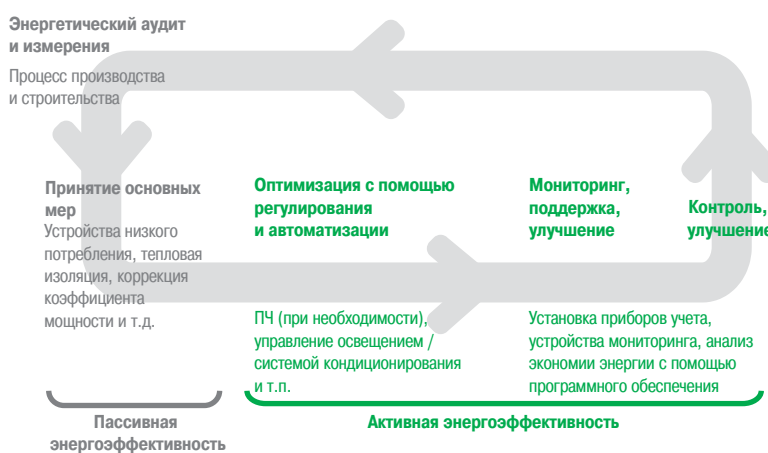 Энергетический аудит
и измерения
Процесс производства
и строительства
Принятие основных
мер
Устройства низкого
потребления, тепловая
изоляция, коррекция
коэффициента
мощности и т.д.
Оптимизация с помощью
регулирования
и автоматизации
Мониторинг,
поддержка,
улучшение
Контроль,
улучшение
ПЧ (при необходимости),
управление освещением /
системой кондиционирования
и т.п.
Установка приборов учета,
устройства мониторинга, анализ
экономии энергии с помощью
программного обеспечения
Пассивная
энергоэффективность
Активная энергоэффективность